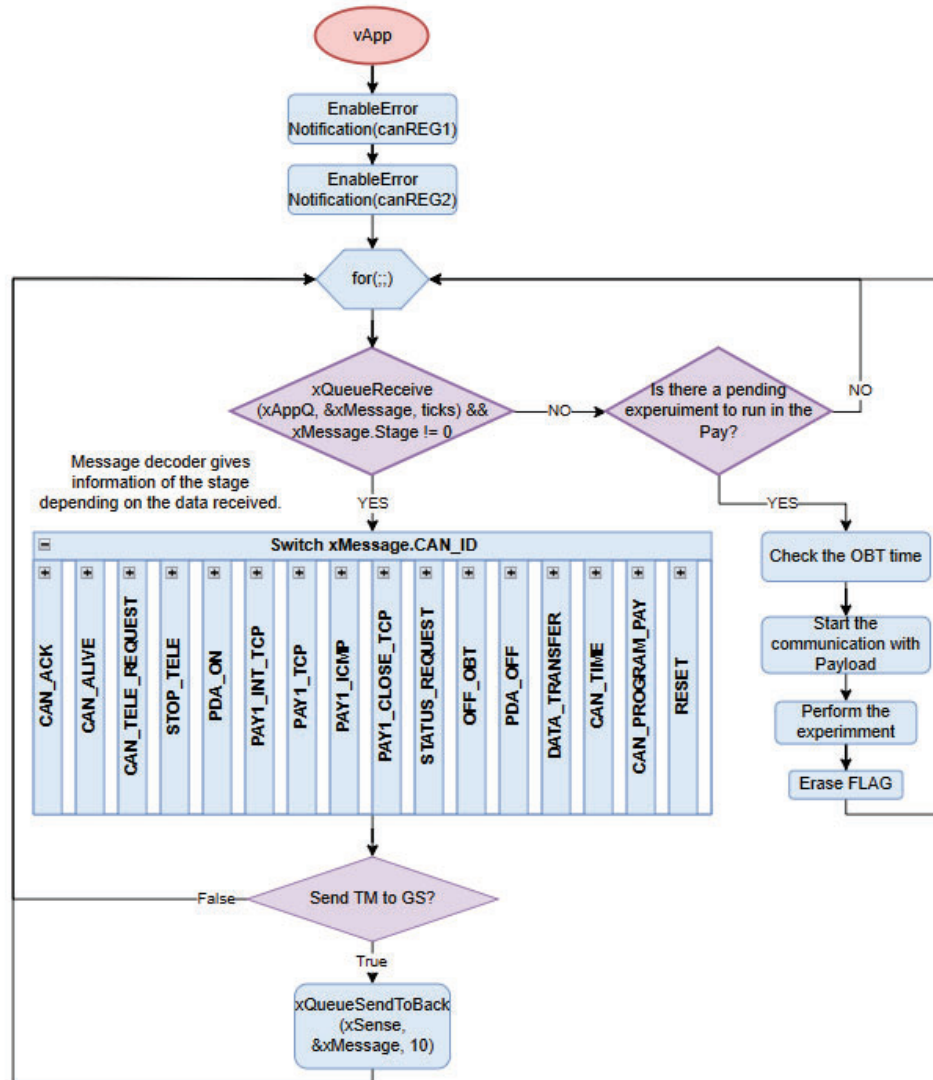 vApp
EnableError
Notification(canREG1)
EnableError
Notification(canREG2)
for(;;)
xQueueReceive
(xAppQ, &xMessage, ticks) &&
xMessage.Stage != 0
NO
Is there a pending
experuiment to run in the
Pay?
NO
Message decoder gives
information of the stage
depending on the data received.
YES
YES
Switch xMessage.CAN_ID
CAN_ACK
CAN_ALIVE
CAN_TELE_REQUEST
STOP_TELE
PDA_ON
PAY1_INT_TCP
PAY1_TCP
PAY1_ICMP
PAY1_CLOSE_TCP
STATUS_REQUEST
OFF_OBT
PDA_OFF
DATA_TRANSFER
CAN_TIME
CAN_PROGRAM_PAY
RESET
Check the OBT time
Start the
communication with
Payload
Perform the
experimment
Erase FLAG
Send TM to GS?
False
True
xQueueSendToBack
(xSense,
&xMessage, 10)